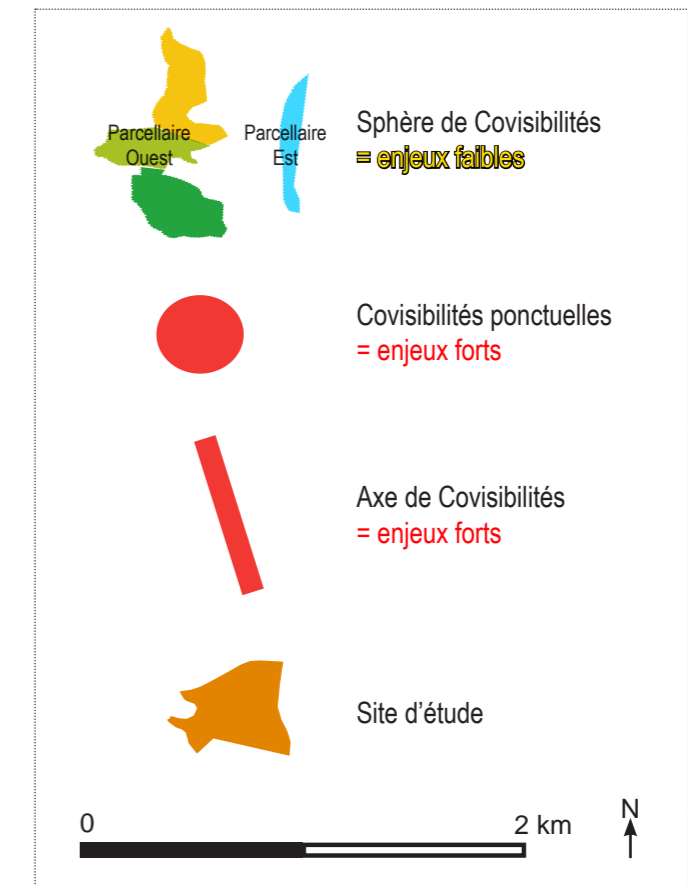 Parcellaire
Ouest
Parcellaire
Est
Sphère de Covisibilités
= enjeux faibles
Covisibilités ponctuelles
= enjeux forts
Axe de Covisibilités
= enjeux forts
Site d’étude
0
2 km
N